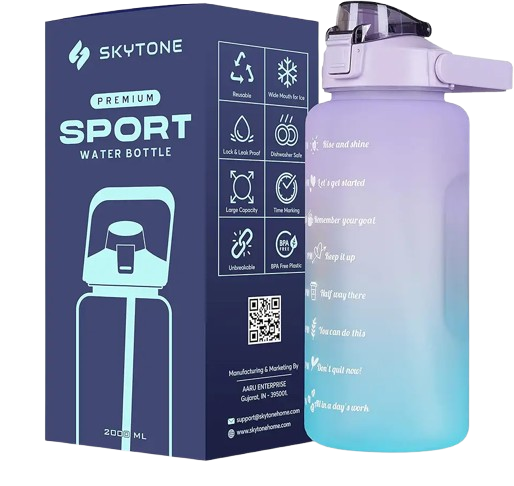 SKYTONE
PREMIUM
SPORT
WATER BOTTLE
2000 ML
Reusable
Wide Mouth for Ice
Lock & Leak Proof
Dishwasher Safe
Large Capacity
Time Marking
Unbreakable
BPA
FREE
BPA Free Plastic
Manufacturing & Marketing By
AARU ENTERPRISE
Gujarat, IN - 395001.
support@skytonehome.com
www.skytonehome.com
Rise and shine
Let's get started
Remember your goal
Keep it up
Half way there
You can do this
Don't quit now!
All in a day's work